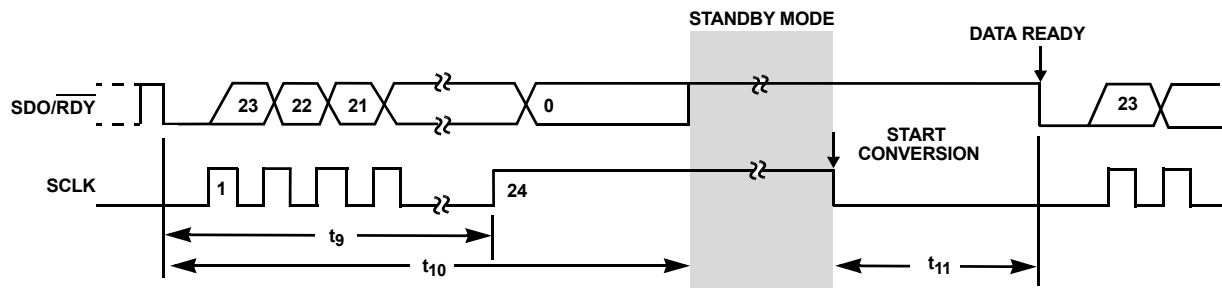 STANDBY MODE
DATA READY
SDO/RDY
23 22 21 0 23
START
CONVERSION
SCLK
1 24
t9
t10
t11